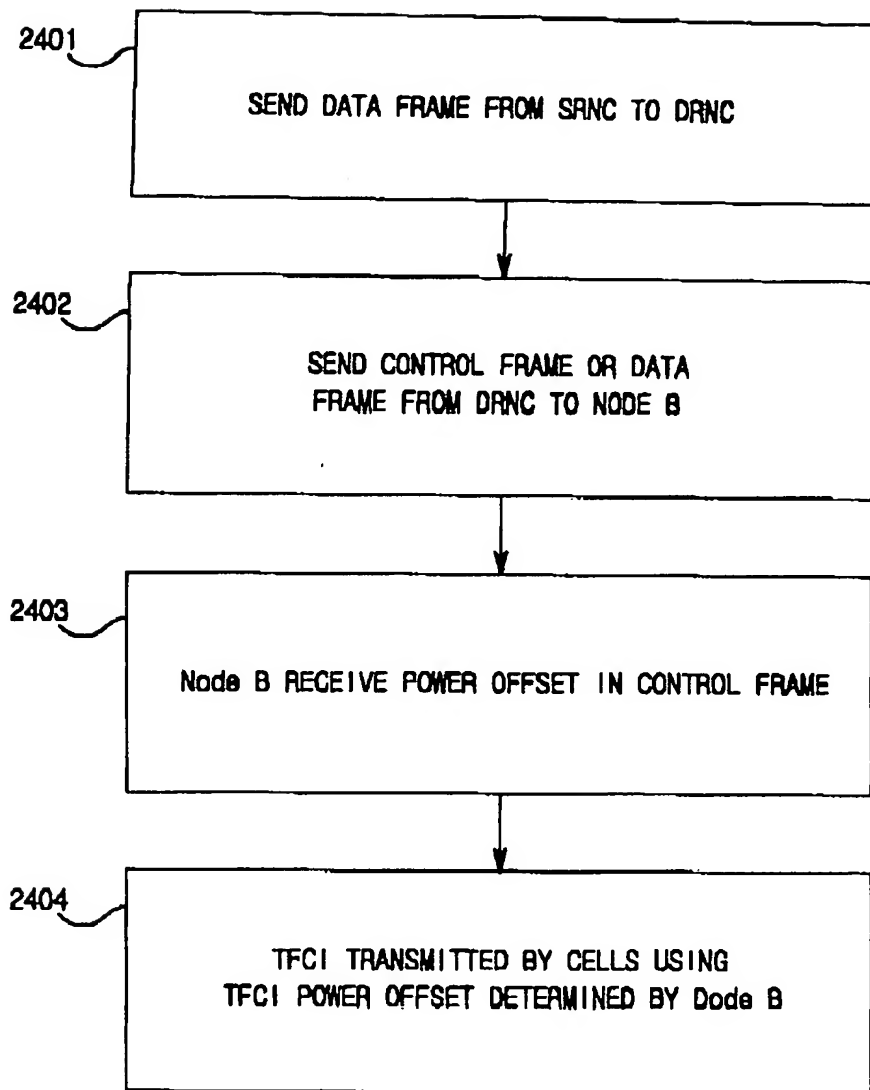 2401
SEND DATA FRAME FROM SRNC TO DRNC
2402
SEND CONTROL FRAME OR DATA
FRAME FROM DRNC TO NODE B
2403
Node B RECEIVE POWER OFFSET IN CONTROL FRAME
2404
TFCI TRANSMITTED BY CELLS USING
TFCI POWER OFFSET DETERMINED BY Dode B